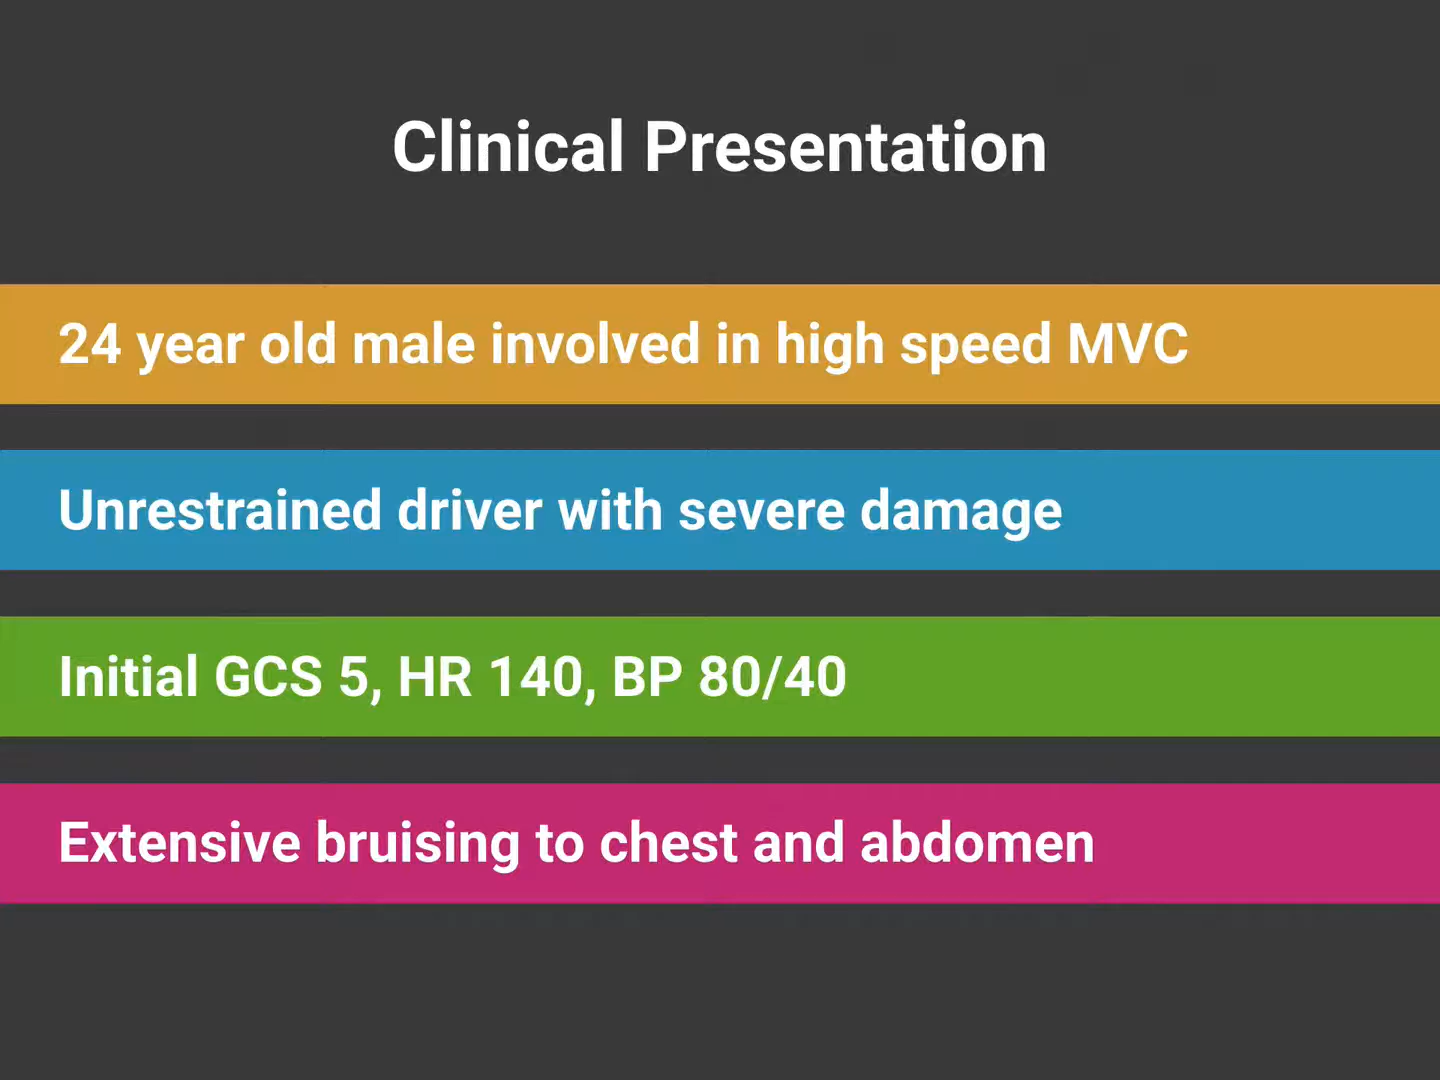 Clinical Presentation
24 year old male involved in high speed MVC
Unrestrained driver with severe damage
Initial GCS 5, HR 140, BP 80/40
Extensive bruising to chest and abdomen